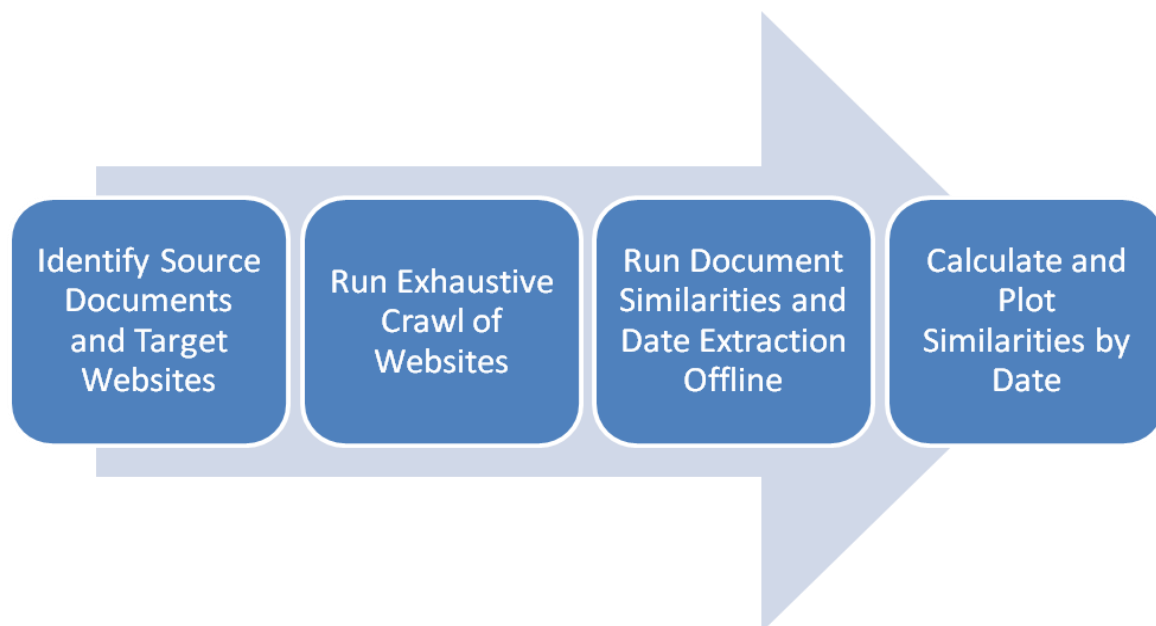 Identify Source
Documents
and Target
Websites
Run Exhaustive
Crawl of
Websites
Run Document
Similarities and
Date Extraction
Offline
Calculate and
Plot
Similarities by
Date